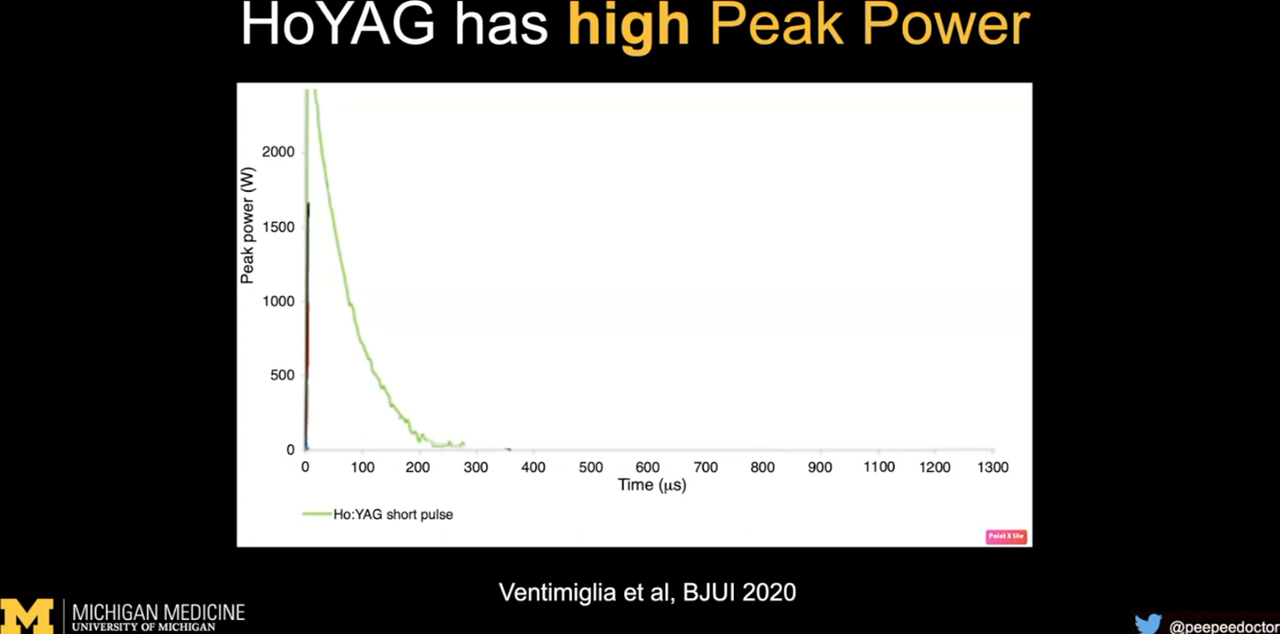 HoYAG has high Peak Power
Peak power (W)
2000
1500
1000
500
0
0 100 200 300 400 500 600 700 800 900 1100 1200 1300
Time (μs)
Ho:YAG short pulse
Paint X Lite
Ventimiglia et al, BJUI 2020
M MICHIGAN MEDICINE
UNIVERSITY OF MICHIGAN
@peepeedoctor